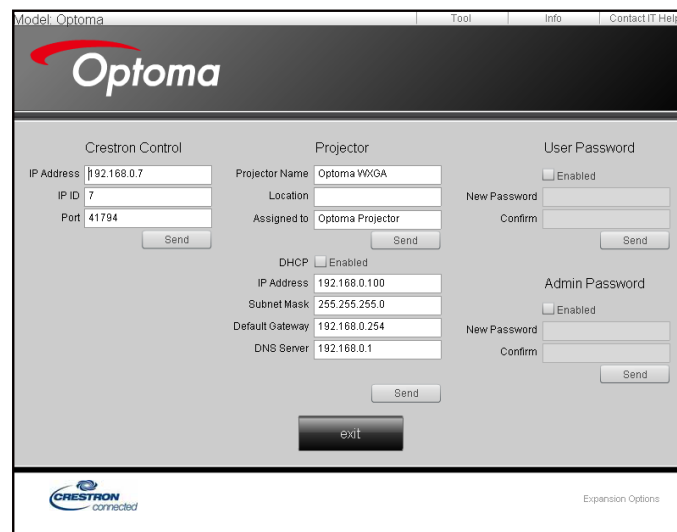 Model: Optoma
Tool
Info
Contact IT Help
Optoma
Crestron Control
IP Address 192.168.0.7
IP ID 7
Port 41794
Send
Projector
Projector Name Optoma WXGA
Location
Assigned to Optoma Projector
Send
DHCP Enabled
IP Address 192.168.0.100
Subnet Mask 255.255.255.0
Default Gateway 192.168.0.254
DNS Server 192.168.0.1
Send
User Password
Enabled
New Password
Confirm
Send
Admin Password
Enabled
New Password
Confirm
Send
exit
CRESTRON
connected
Expansion Options